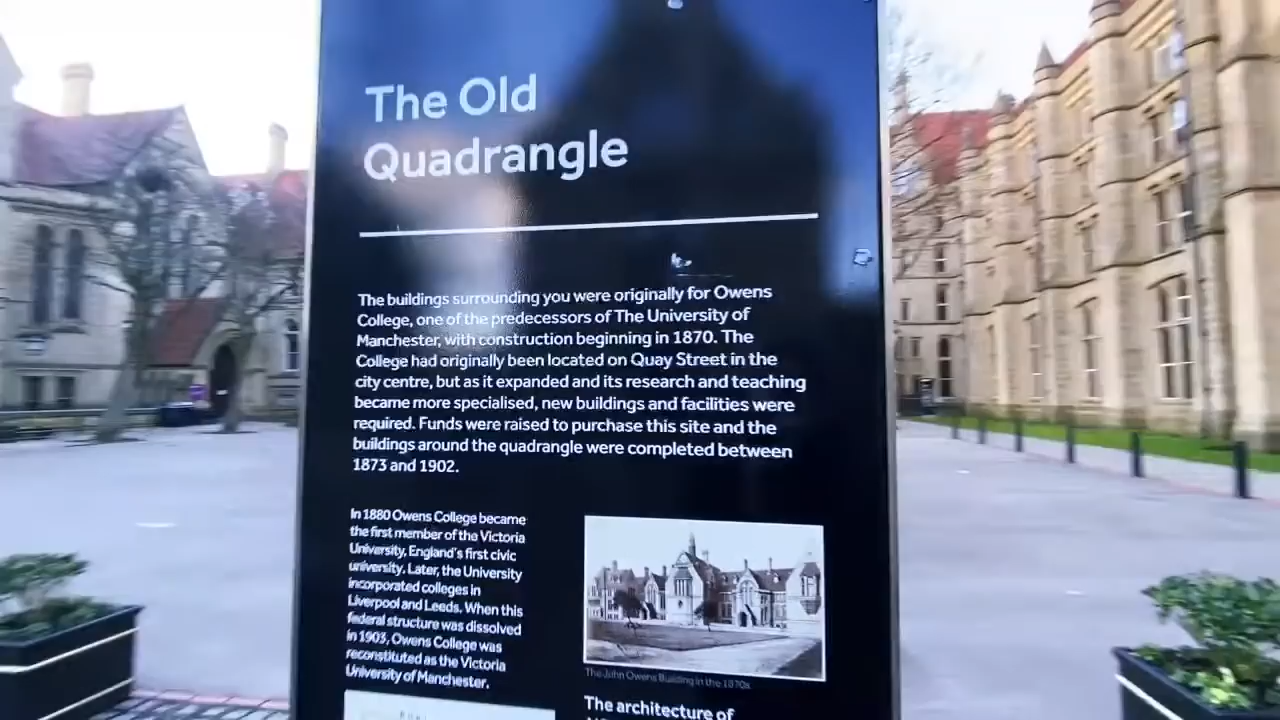 The Old
Quadrangle
The buildings surrounding you were originally for Owens
College, one of the predecessors of The University of
Manchester, with construction beginning in 1870. The
College had originally been located on Quay Street in the
city centre, but as it expanded and its research and teaching
became more specialised, new buildings and facilities were
required. Funds were raised to purchase this site and the
buildings around the quadrangle were completed between
1873 and 1902.
In 1880 Owens College became
the first member of the Victoria
University, England's first civic
university. Later, the University
incorporated colleges in
Liverpool and Leeds. When this
federal structure was dissolved
in 1903, Owens College was
reconstituted as the Victoria
University of Manchester.
The John Owens Building in the 1870s
The architecture of